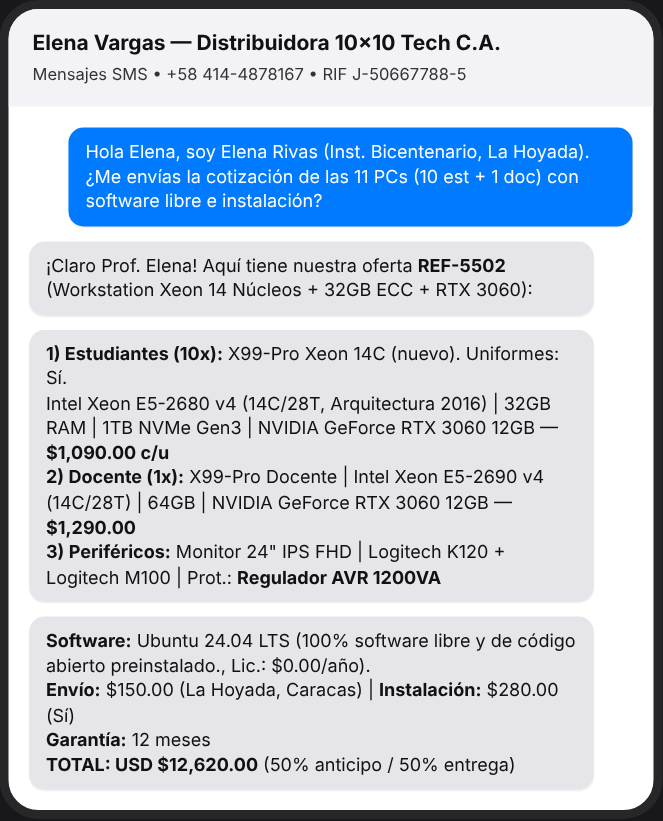 Elena Vargas — Distribuidora 10×10 Tech C.A.
Mensajes SMS • +58 414-4878167 • RIF J-50667788-5
Hola Elena, soy Elena Rivas (Inst. Bicentenario, La Hoyada).
¿Me envías la cotización de las 11 PCs (10 est + 1 doc) con
software libre e instalación?
¡Claro Prof. Elena! Aquí tiene nuestra oferta REF-5502
(Workstation Xeon 14 Núcleos + 32GB ECC + RTX 3060):
1) Estudiantes (10x): X99-Pro Xeon 14C (nuevo). Uniformes:
Sí.
Intel Xeon E5-2680 v4 (14C/28T, Arquitectura 2016) | 32GB
RAM | 1TB NVMe Gen3 | NVIDIA GeForce RTX 3060 12GB —
$1,090.00 c/u
2) Docente (1x): X99-Pro Docente | Intel Xeon E5-2690 v4
(14C/28T) | 64GB | NVIDIA GeForce RTX 3060 12GB —
$1,290.00
3) Periféricos: Monitor 24" IPS FHD | Logitech K120 +
Logitech M100 | Prot.: Regulador AVR 1200VA
Software: Ubuntu 24.04 LTS (100% software libre y de código
abierto preinstalado., Lic.: $0.00/año).
Envío: $150.00 (La Hoyada, Caracas) | Instalación: $280.00
(Sí)
Garantía: 12 meses
TOTAL: USD $12,620.00 (50% anticipo / 50% entrega)